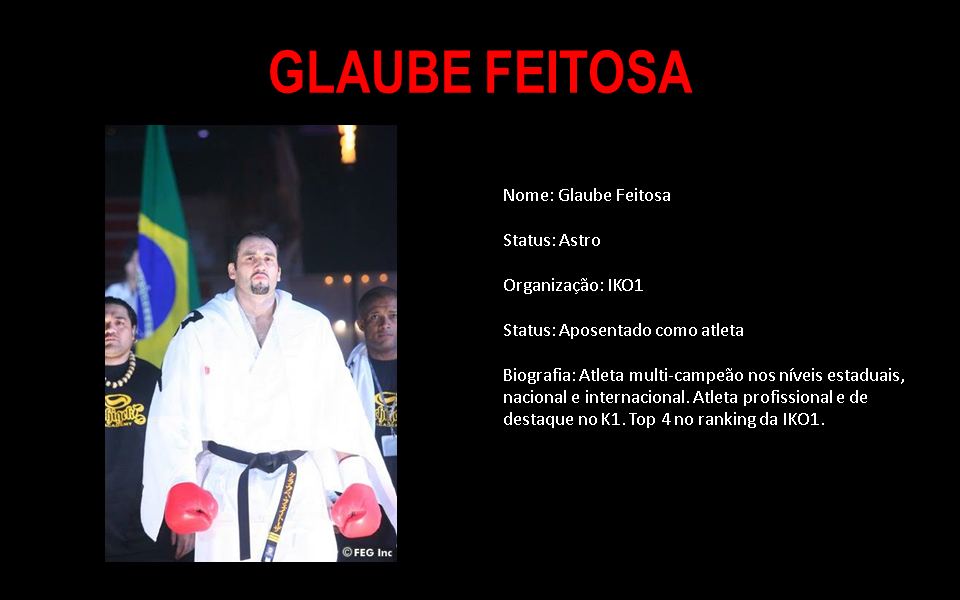 GLAUBE FEITOSA
Nome: Glaube Feitosa
Status: Astro
Organização: IKO1
Status: Aposentado como atleta
Biografia: Atleta multi-campeão nos níveis estaduais,
nacional e internacional. Atleta profissional e de
destaque no K1. Top 4 no ranking da IKO1.
ACADEMY
©FEG Inc